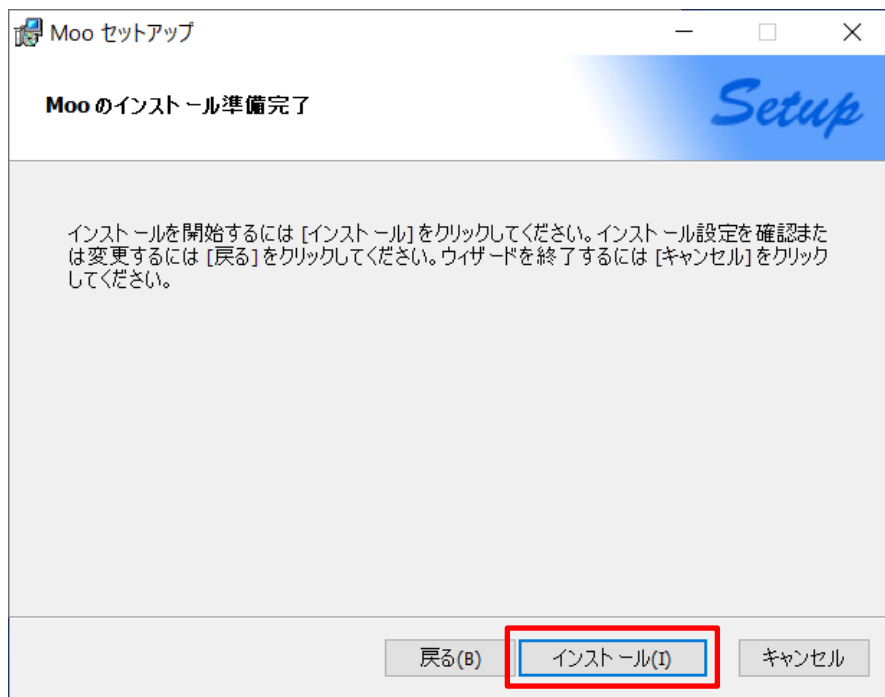 Moo セットアップ
Moo のインストール準備完了
Setup
インストールを開始するには [インストール] をクリックしてください。インストール設定を確認また
は変更するには [戻る] をクリックしてください。ウィザードを終了するには [キャンセル] をクリック
してください。
戻る(B)
インストール(I)
キャンセル